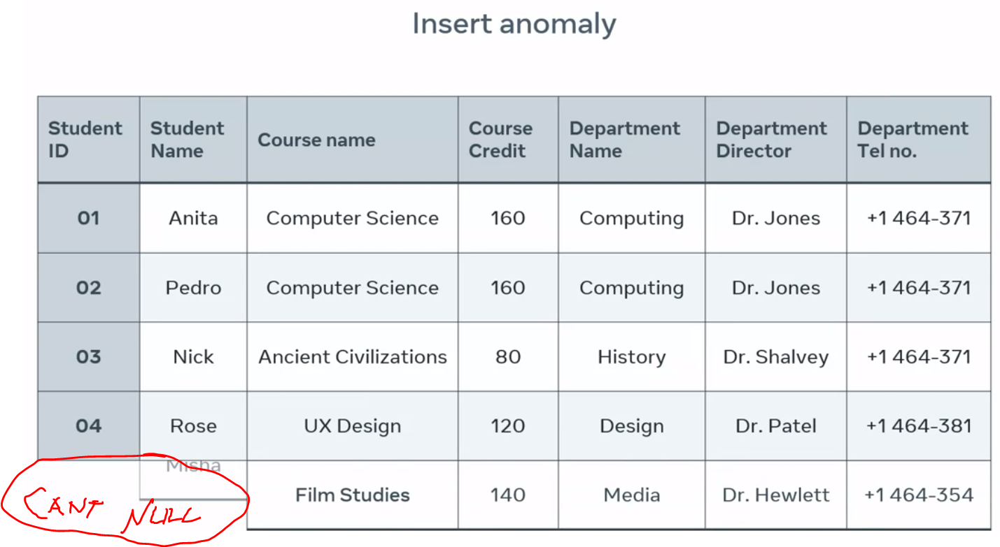 Insert anomaly
Student ID Student Name Course name Course Credit Department Name Department Director Department Tel no.
01 Anita Computer Science 160 Computing Dr. Jones +1 464-371
02 Pedro Computer Science 160 Computing Dr. Jones +1 464-371
03 Nick Ancient Civilizations 80 History Dr. Shalvey +1 464-371
04 Rose UX Design 120 Design Dr. Patel +1 464-381
Misha
Film Studies 140 Media Dr. Hewlett +1 464-354
CANT NULL